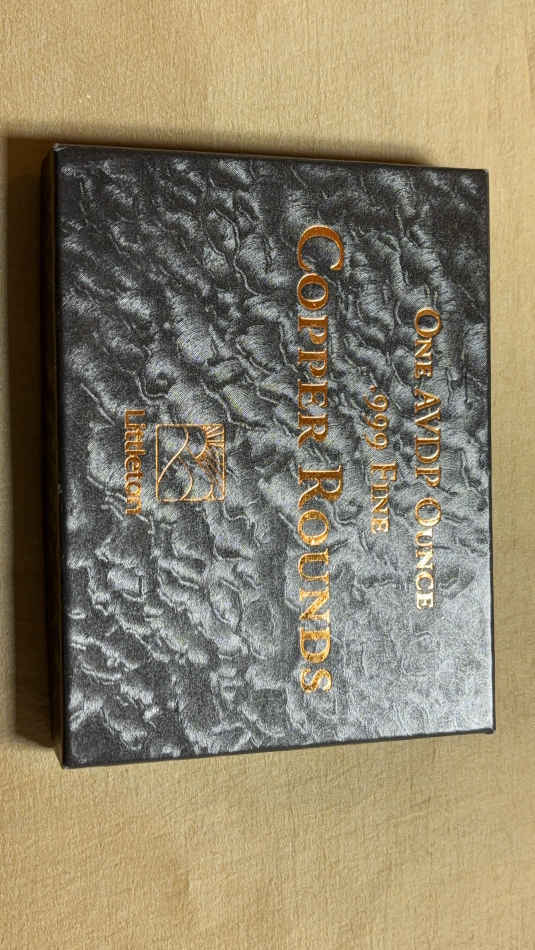 ONE AVDP OUNCE
.999 FINE
COPPER ROUNDS
Littleton